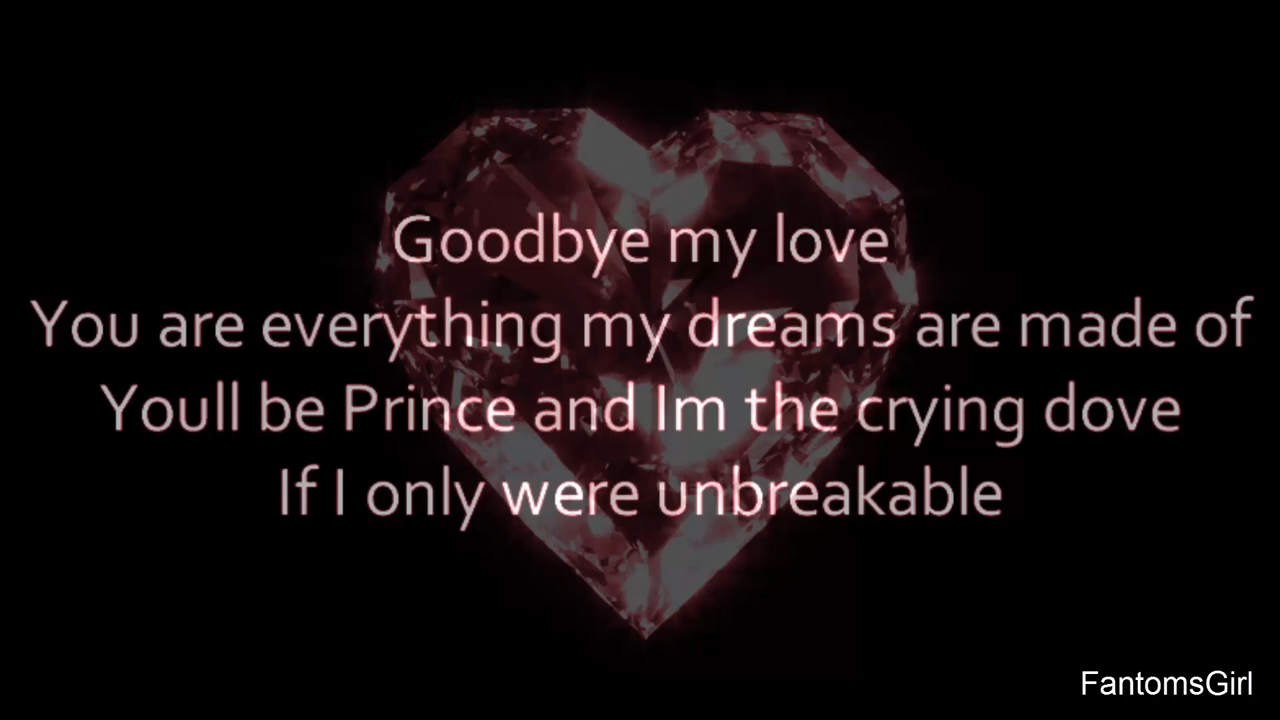 Goodbye my love
You are everything my dreams are made of
Youll be Prince and Im the crying dove
If I only were unbreakable
FantomsGirl